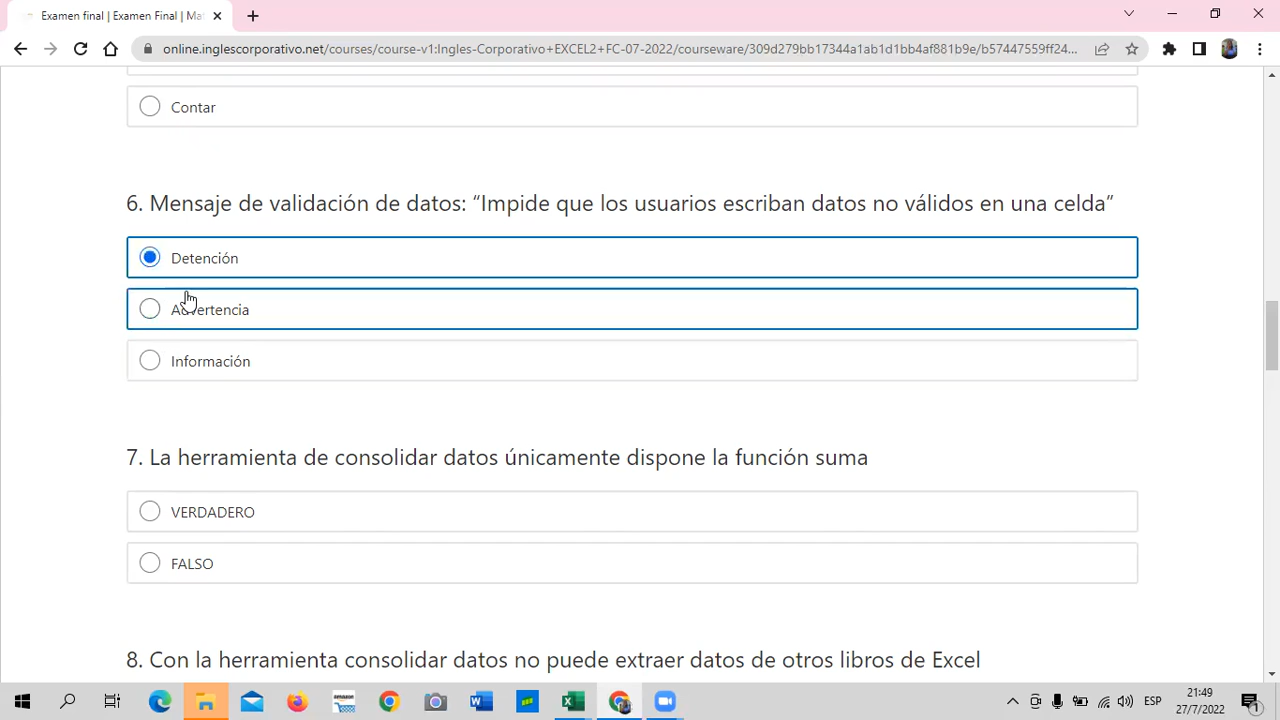 Examen final | Examen Final | Ma
online.inglescorporativo.net/courses/course-v1:Ingles-Corporativo+EXCEL2+FC-07-2022/courseware/309d279bb17344a1ab1d1bb4af881b9e/b57447559ff24...
Contar
6. Mensaje de validación de datos: “Impide que los usuarios escriban datos no válidos en una celda”
Detención
Advertencia
Información
7. La herramienta de consolidar datos únicamente dispone la función suma
VERDADERO
FALSO
8. Con la herramienta consolidar datos no puede extraer datos de otros libros de Excel
amazon
ESP
21:49
27/7/2022
1